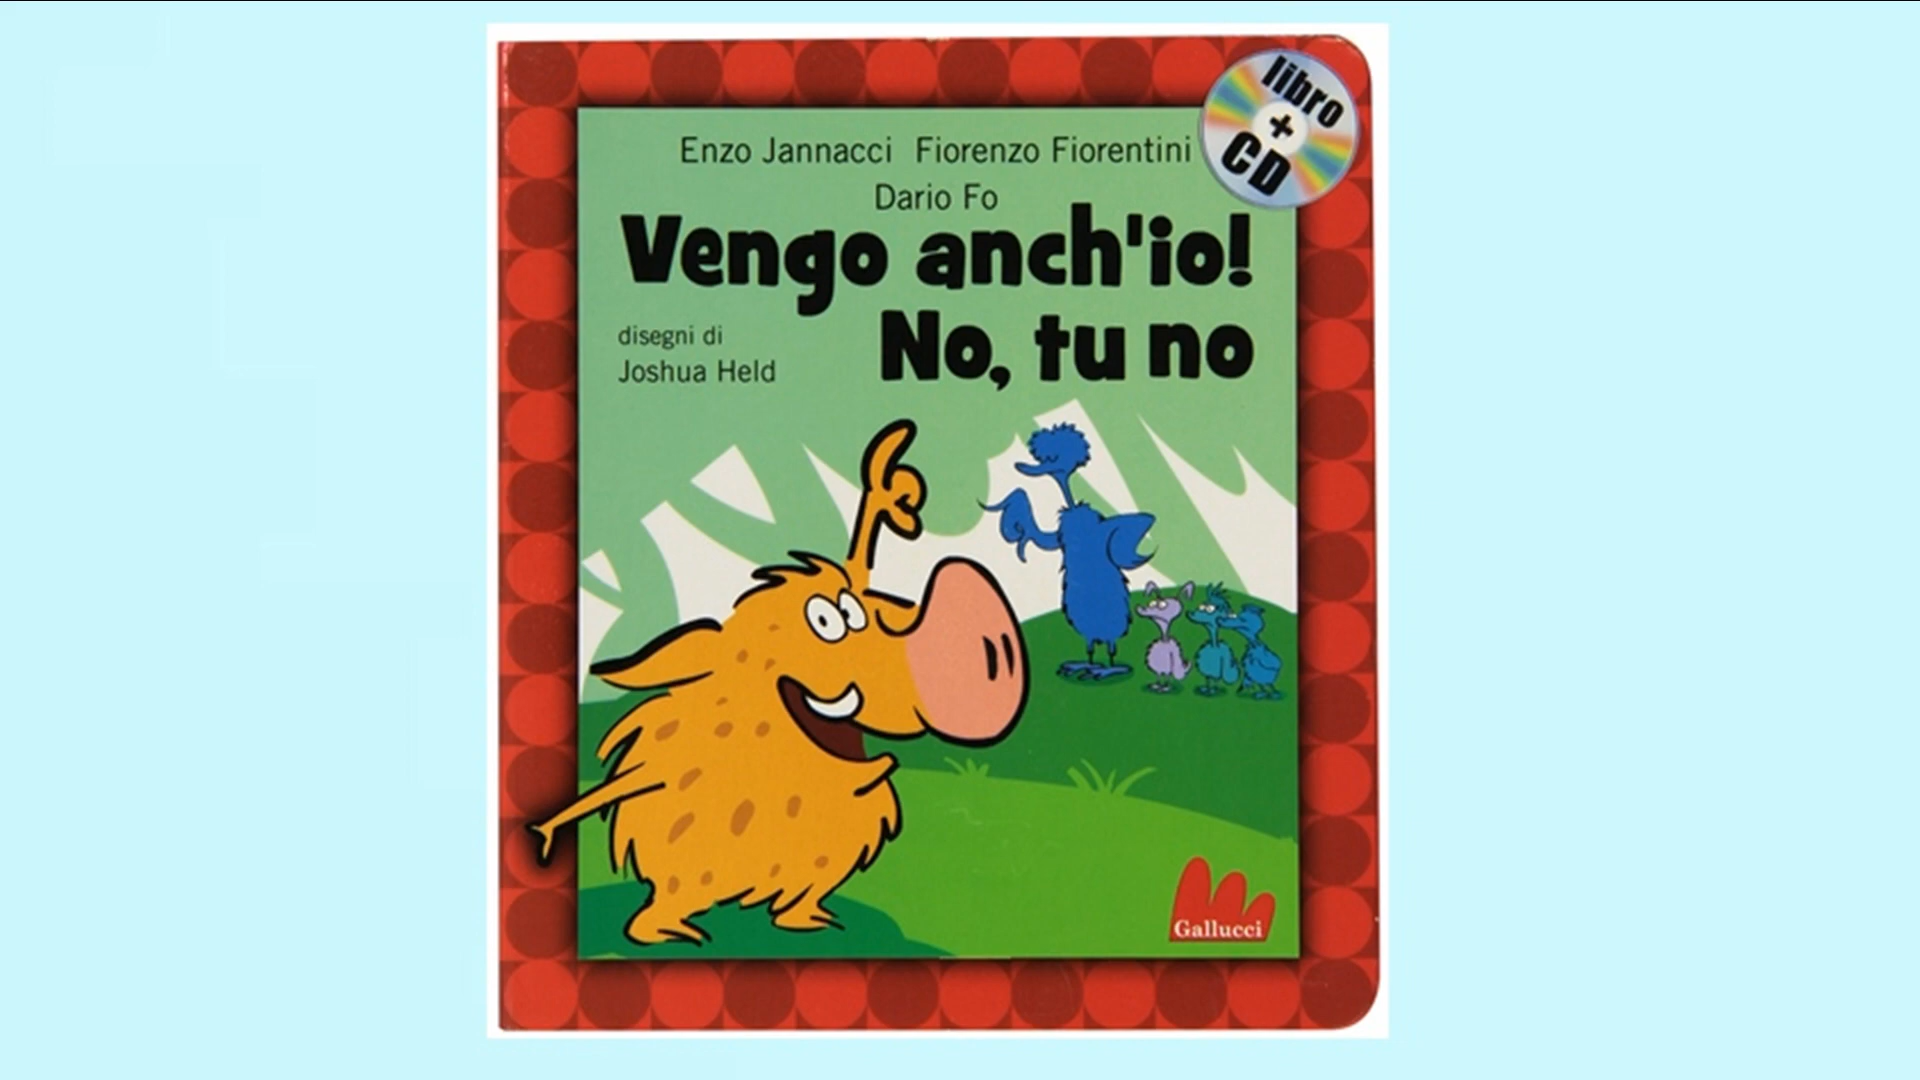 libro
+
CD
Enzo Jannacci Fiorenzo Fiorentini
Dario Fo
Vengo anch'io!
No, tu no
disegni di
Joshua Held
Gallucci